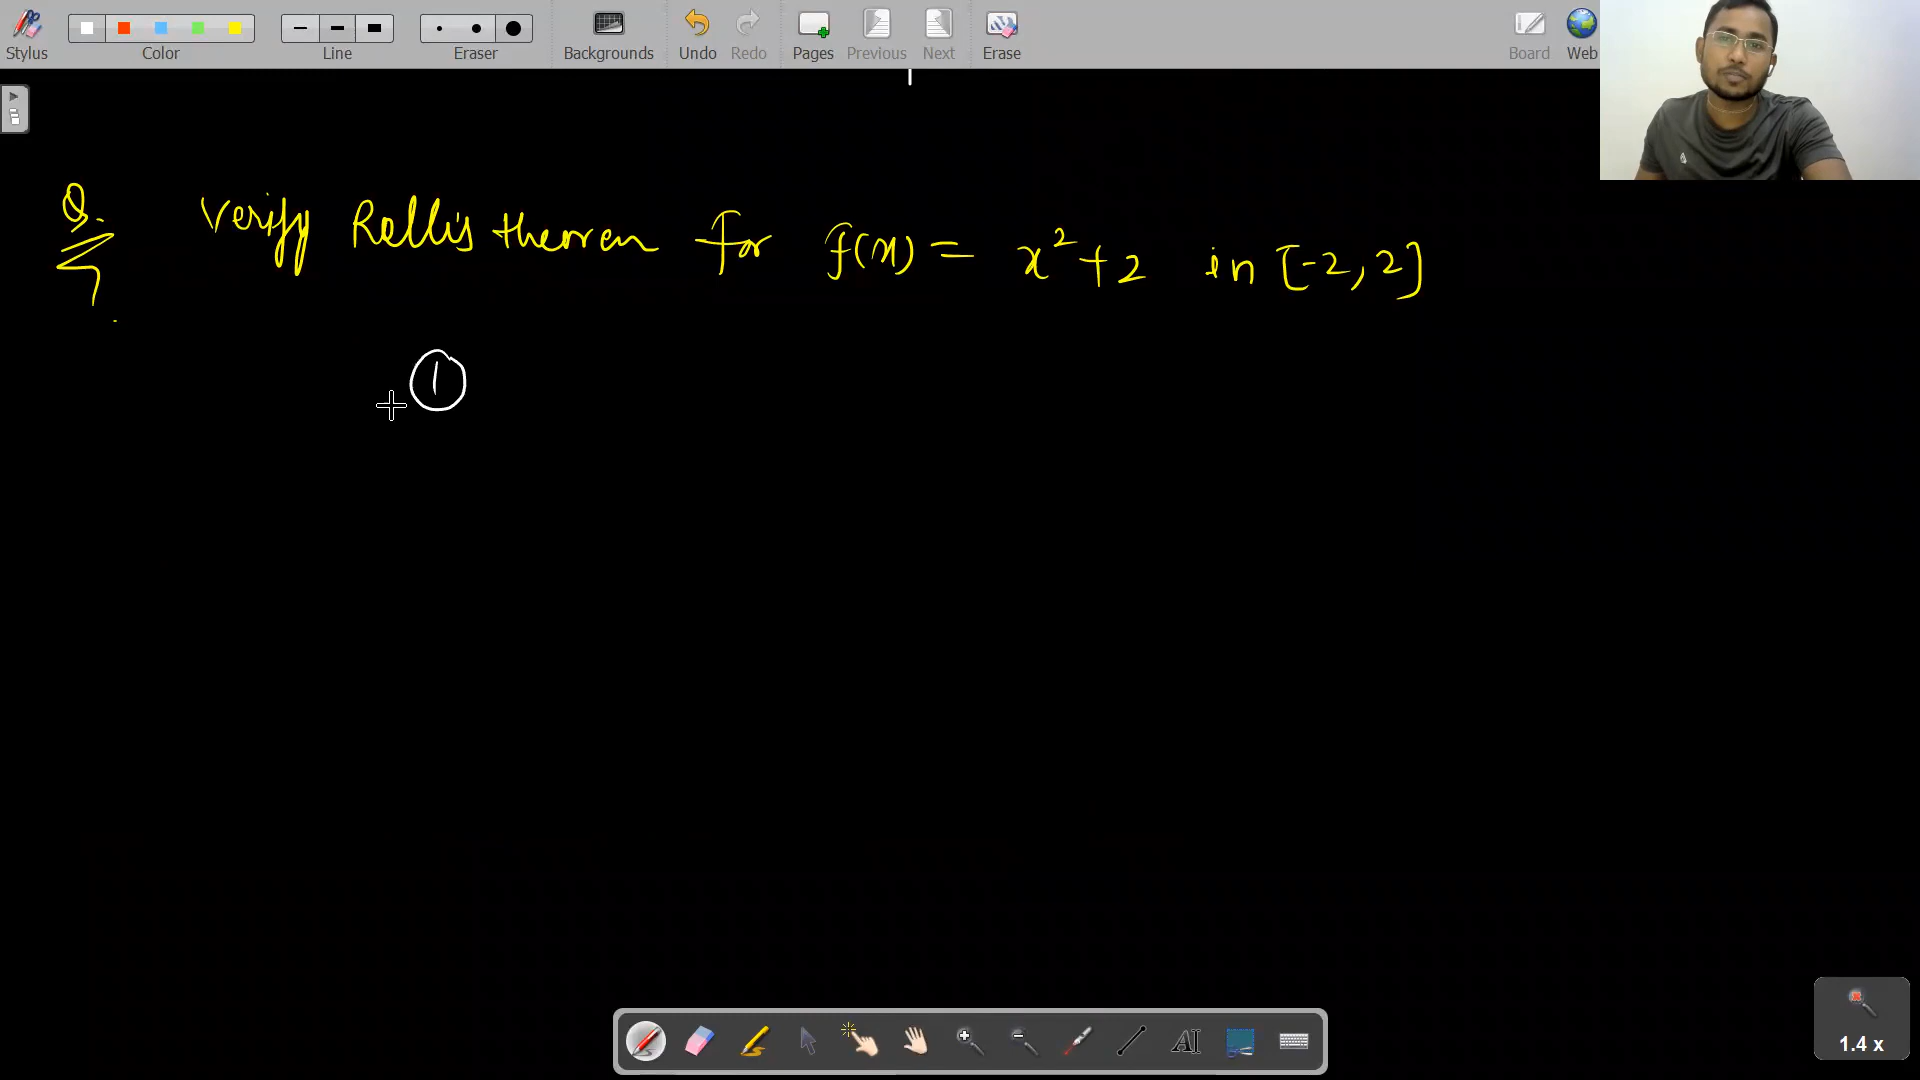 Stylus Color Line Eraser Backgrounds Undo Redo Pages Previous Next Erase Board Web
Q. Verify Rolle's theorem for f(x) = x²+2 in [-2, 2]
①
AI
1.4 x